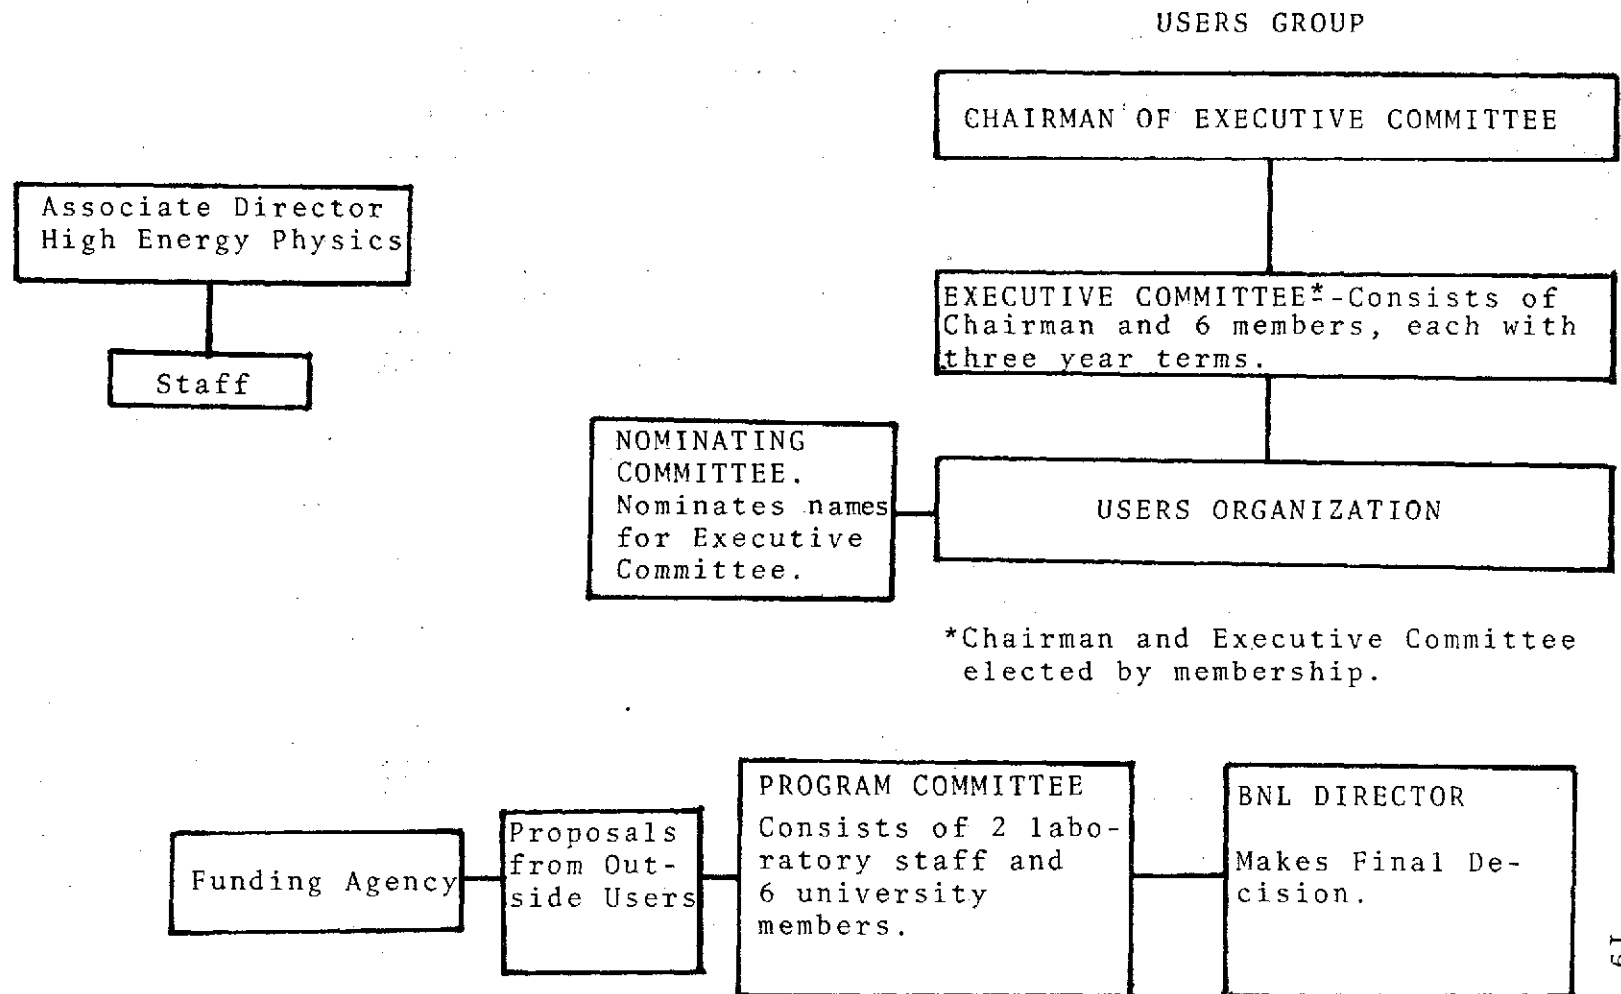 USERS GROUP
CHAIRMAN OF EXECUTIVE COMMITTEE
Associate Director
High Energy Physics
Staff
EXECUTIVE COMMITTEE*-Consists of
Chairman and 6 members, each with
three year terms.
NOMINATING
COMMITTEE.
Nominates names
for Executive
Committee.
USERS ORGANIZATION
*Chairman and Executive Committee
elected by membership.
Funding Agency
Proposals
from Out-
side Users
PROGRAM COMMITTEE
Consists of 2 labo-
ratory staff and
6 university
members.
BNL DIRECTOR
Makes Final De-
cision.